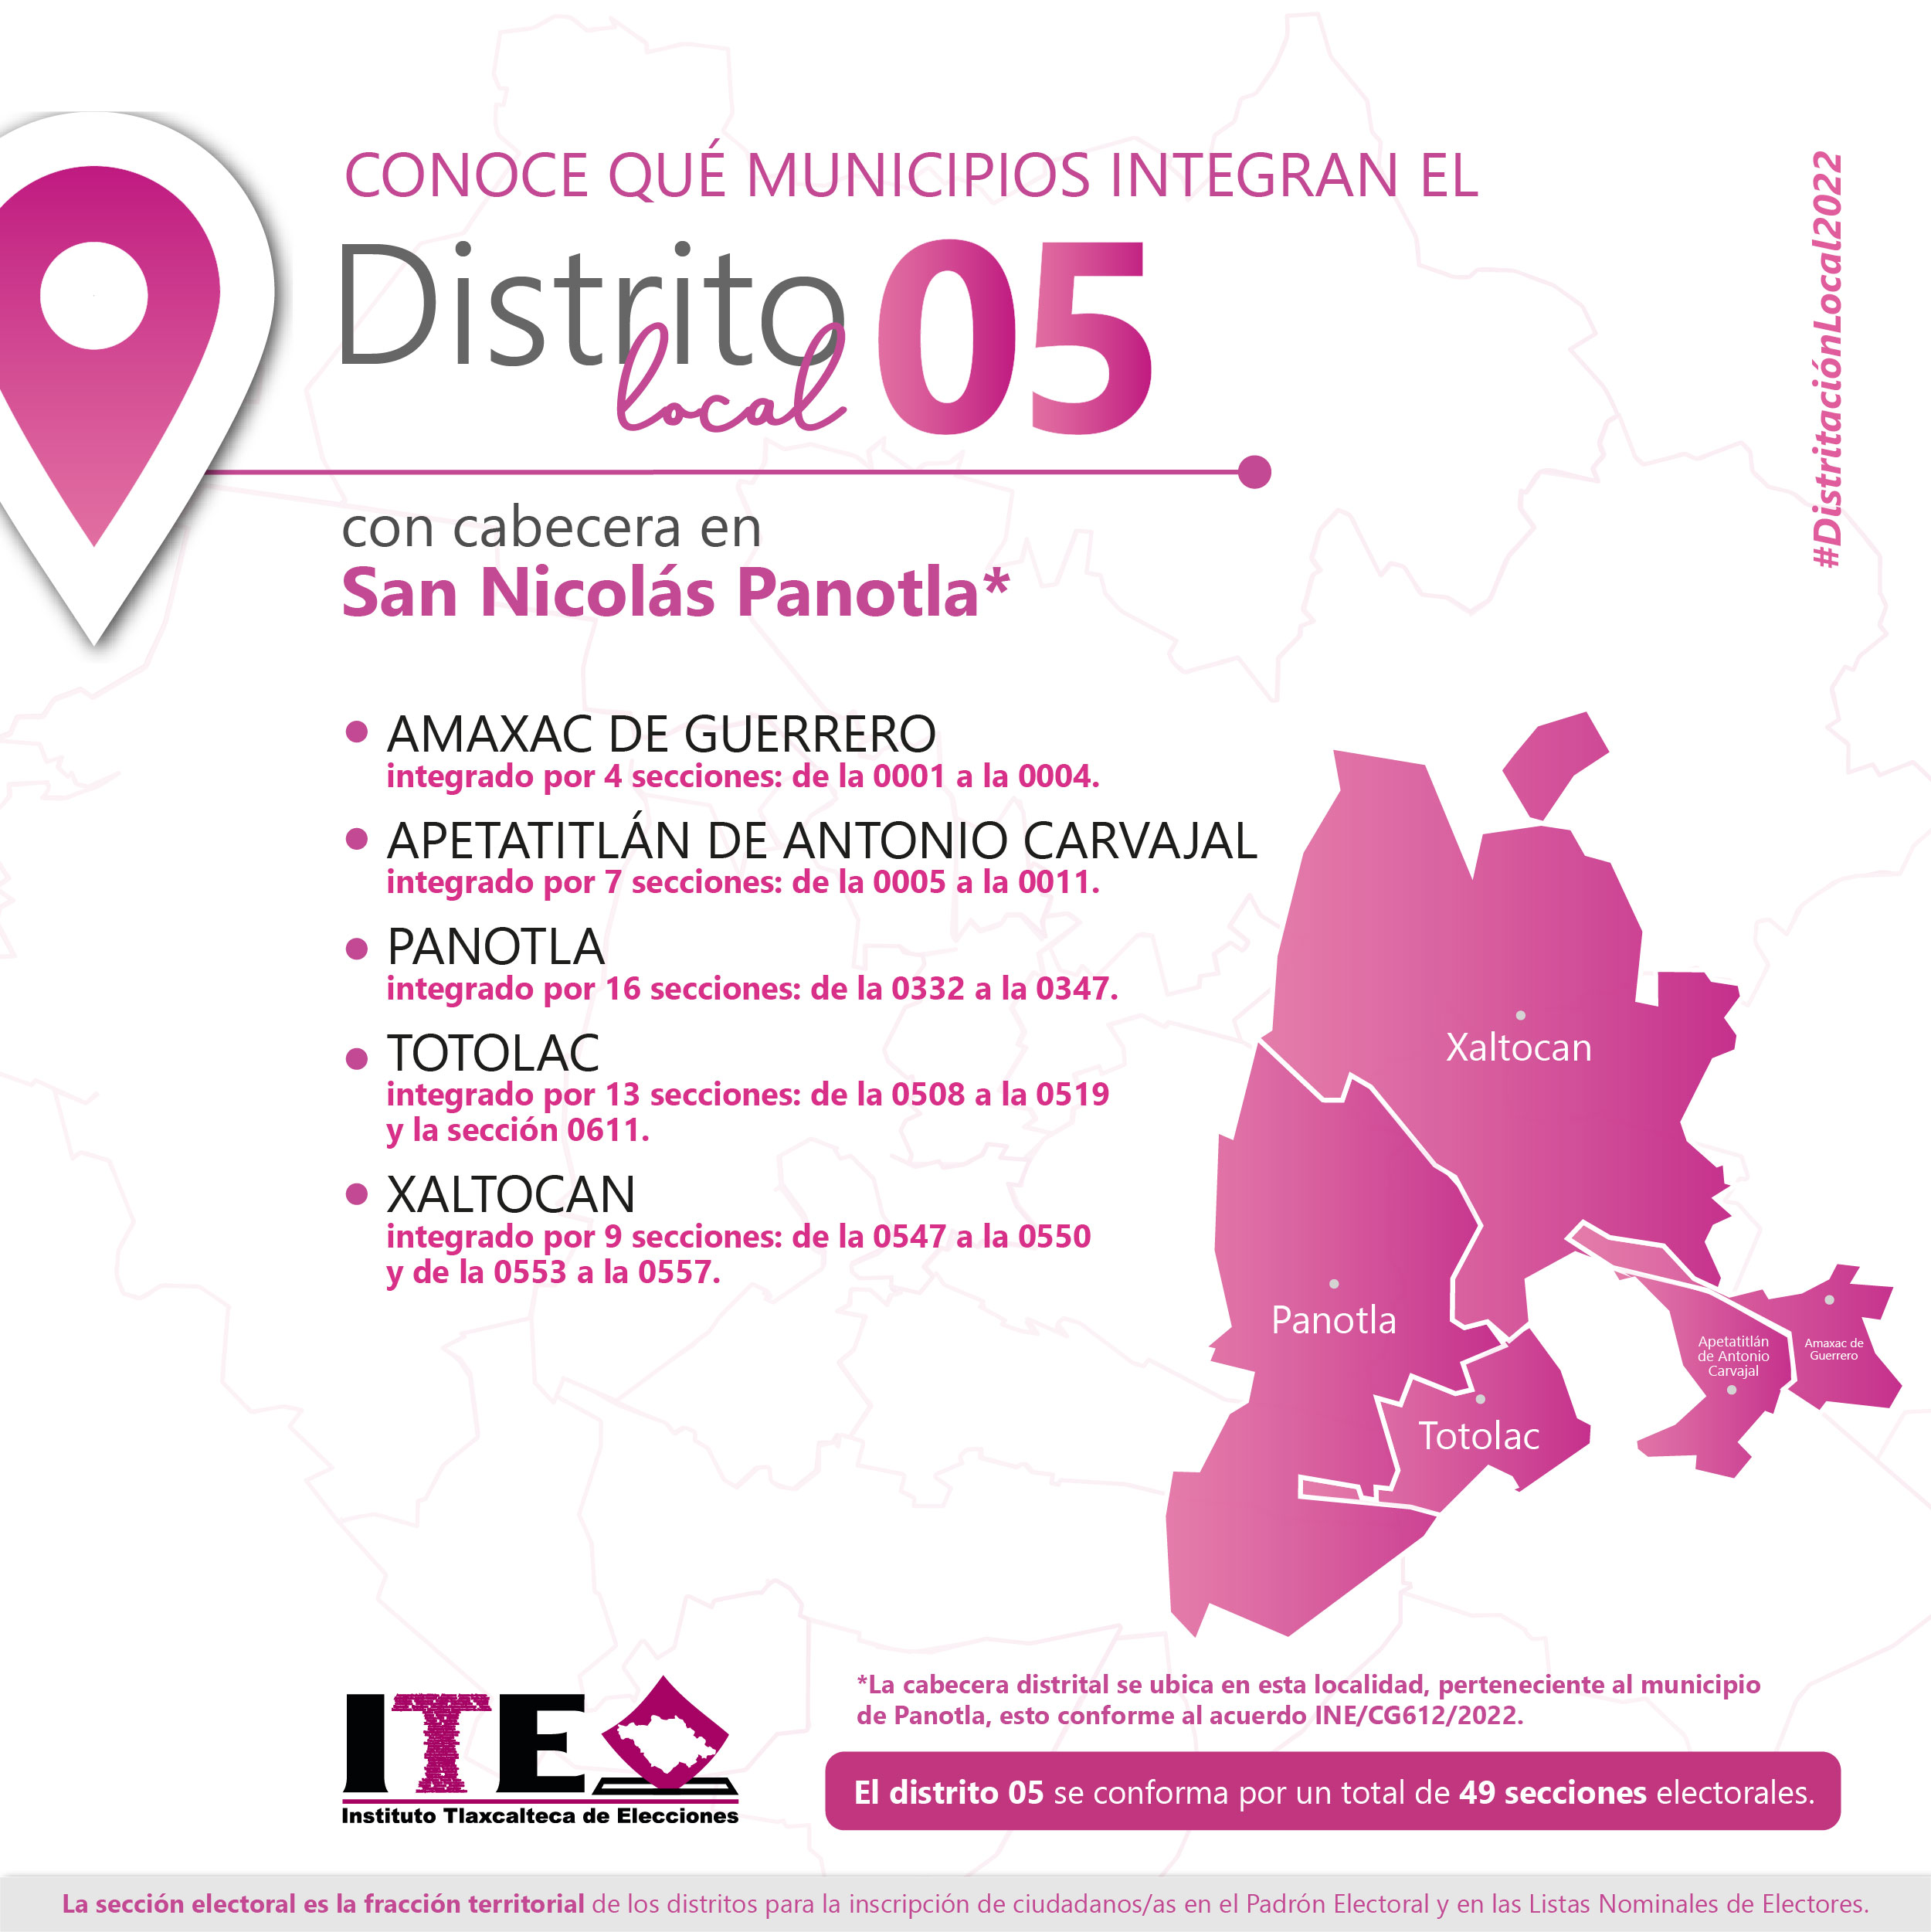 CONOCE QUÉ MUNICIPIOS INTEGRAN EL
Distrito local 05
#DistritaciónLocal2022
con cabecera en
San Nicolás Panotla*
AMAXAC DE GUERRERO
integrado por 4 secciones: de la 0001 a la 0004.
APETATITLÁN DE ANTONIO CARVAJAL
integrado por 7 secciones: de la 0005 a la 0011.
PANOTLA
integrado por 16 secciones: de la 0332 a la 0347.
TOTOLAC
integrado por 13 secciones: de la 0508 a la 0519
y la sección 0611.
XALTOCAN
integrado por 9 secciones: de la 0547 a la 0550
y de la 0553 a la 0557.
Xaltocan
Panotla
Totolac
Apetatitlán
de Antonio
Carvajal
Amaxac de
Guerrero
ITE
Instituto Tlaxcalteca de Elecciones
*La cabecera distrital se ubica en esta localidad, perteneciente al municipio
de Panotla, esto conforme al acuerdo INE/CG612/2022.
El distrito 05 se conforma por un total de 49 secciones electorales.
La sección electoral es la fracción territorial de los distritos para la inscripción de ciudadanos/as en el Padrón Electoral y en las Listas Nominales de Electores.